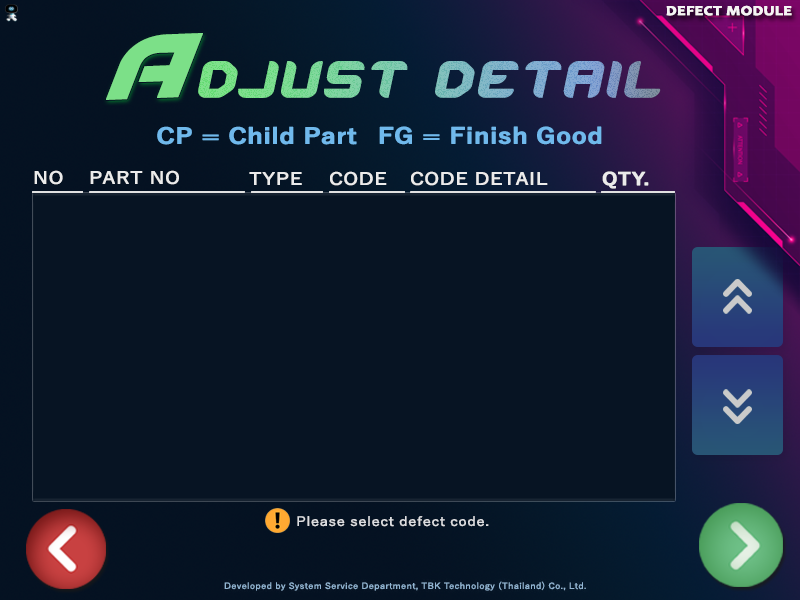 DEFECT MODULE
ADJUST DETAIL
CP = Child Part FG = Finish Good
NO PART NO TYPE CODE CODE DETAIL QTY.
Please select defect code.
Developed by System Service Department, TBK Technology (Thailand) Co., Ltd.